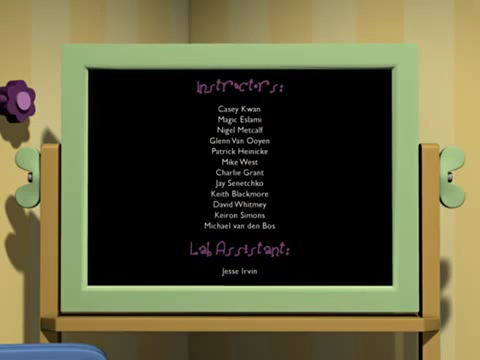 Instructors:
Casey Kwan
Magic Eslami
Nigel Metcalf
Glenn Van Ooyen
Patrick Heinicke
Mike West
Charlie Grant
Jay Senetchko
Keith Blackmore
David Whitmey
Keiron Simons
Michael van den Bos
Lab Assistant:
Jesse Irvin